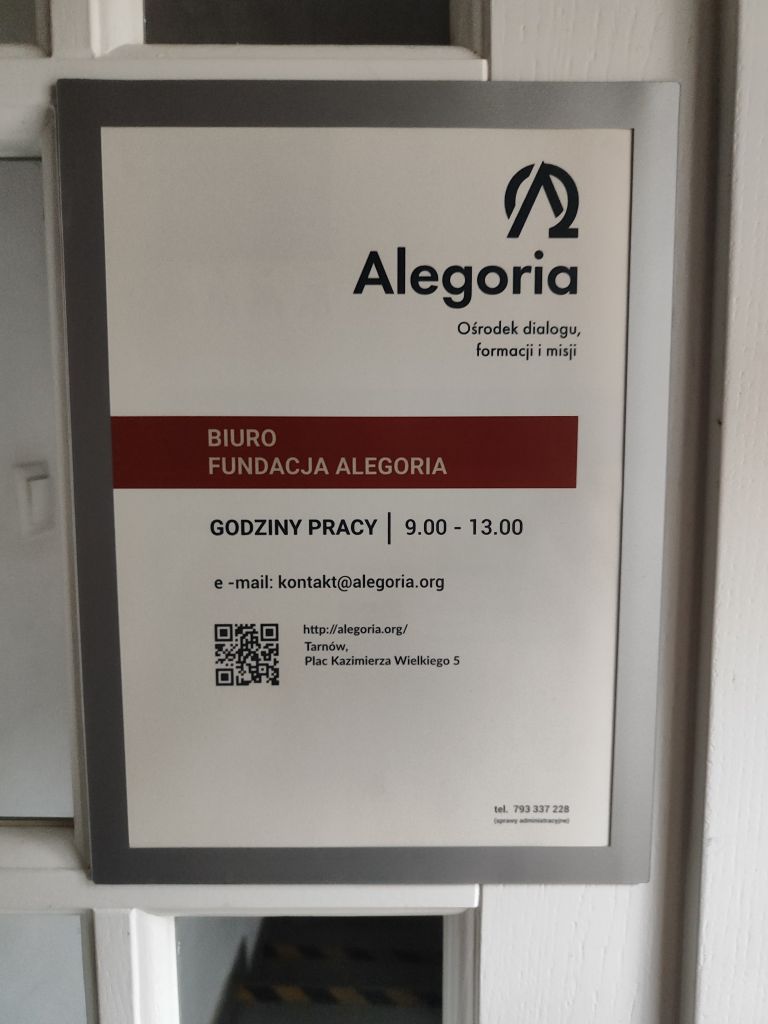 Alegoria
Ośrodek dialogu,
formacji i misji
BIURO
FUNDACJA ALEGORIA
GODZINY PRACY | 9.00 - 13.00
e -mail: kontakt@alegoria.org
http://alegoria.org/
Tarnów,
Plac Kazimierza Wielkiego 5
tel. 793 337 228
(sprawy administracyjne)